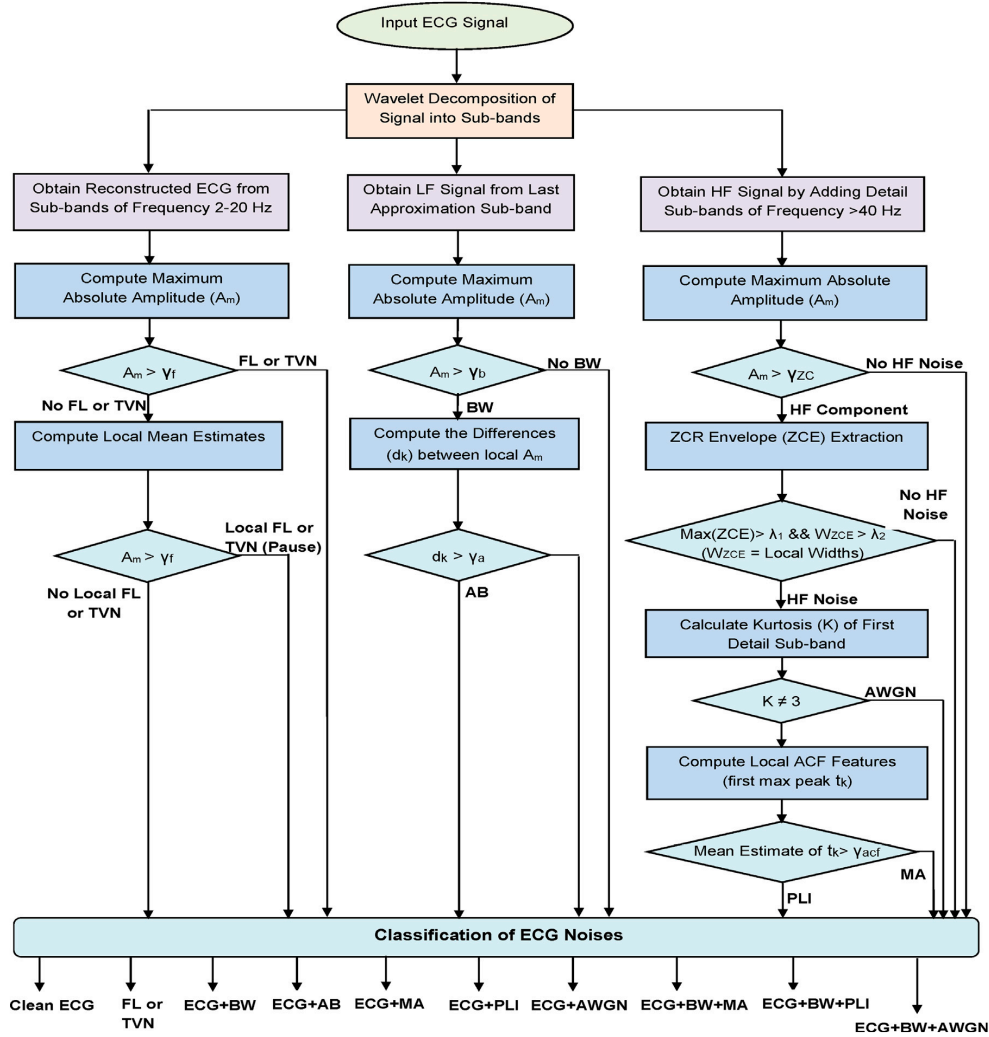 Input ECG Signal
Wavelet Decomposition of
Signal into Sub-bands
Obtain Reconstructed ECG from
Sub-bands of Frequency 2-20 Hz
Compute Maximum
Absolute Amplitude (Am)
Am > γf
FL or TVN
No FL or TVN
Compute Local Mean Estimates
Am > γf
Local FL or
TVN (Pause)
No Local FL
or TVN
Obtain LF Signal from Last
Approximation Sub-band
Compute Maximum
Absolute Amplitude (Am)
Am > γb
No BW
BW
Compute the Differences
(dk) between local Am
dk > γa
AB
Obtain HF Signal by Adding Detail
Sub-bands of Frequency >40 Hz
Compute Maximum Absolute
Amplitude (Am)
Am > γZC
No HF Noise
HF Component
ZCR Envelope (ZCE) Extraction
No HF
Noise
Max(ZCE)> λ1 && WZCE > λ2
(WZCE = Local Widths)
HF Noise
Calculate Kurtosis (K) of First
Detail Sub-band
K ≠ 3
AWGN
Compute Local ACF Features
(first max peak tk)
Mean Estimate of tk> γacf
MA
PLI
Classification of ECG Noises
Clean ECG
FL or
TVN
ECG+BW
ECG+AB
ECG+MA
ECG+PLI
ECG+AWGN
ECG+BW+MA
ECG+BW+PLI
ECG+BW+AWGN